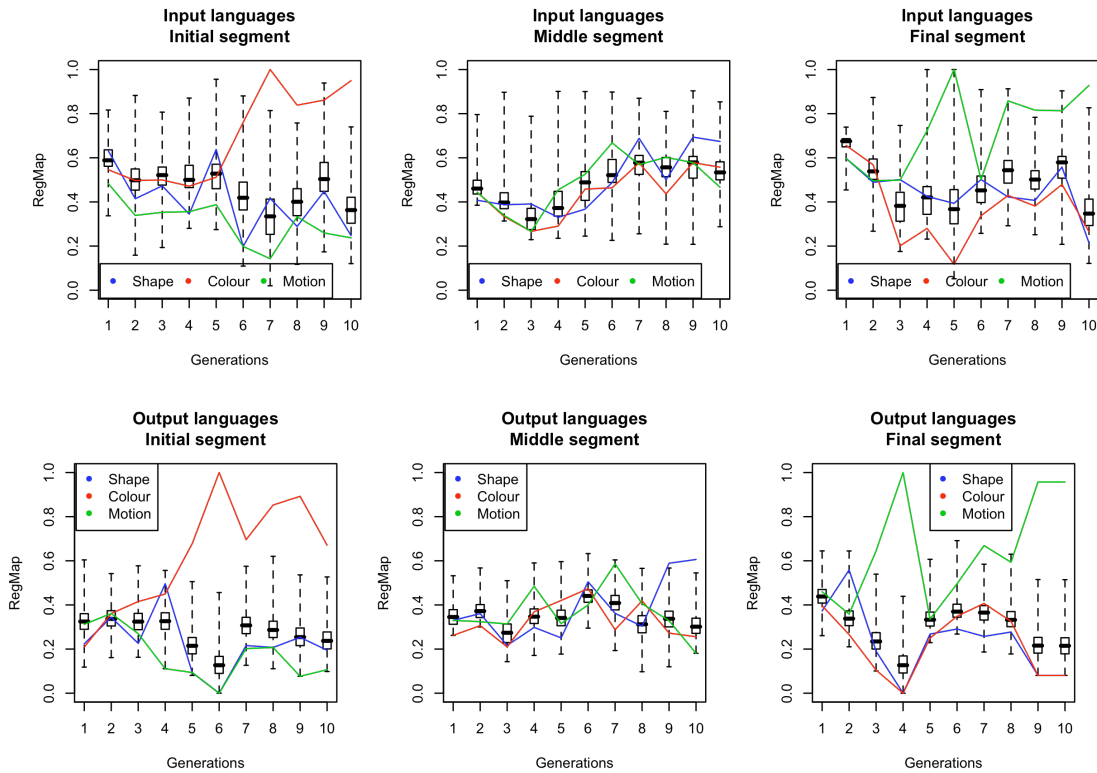 Input languages
Initial segment
RegMap
0.0 0.2 0.4 0.6 0.8 1.0
Shape Colour Motion
1 2 3 4 5 6 7 8 9 10
Generations
Input languages
Middle segment
RegMap
0.0 0.2 0.4 0.6 0.8 1.0
Shape Colour Motion
1 2 3 4 5 6 7 8 9 10
Generations
Input languages
Final segment
RegMap
0.0 0.2 0.4 0.6 0.8 1.0
Shape Colour Motion
1 2 3 4 5 6 7 8 9 10
Generations
Output languages
Initial segment
RegMap
0.0 0.2 0.4 0.6 0.8 1.0
Shape
Colour
Motion
1 2 3 4 5 6 7 8 9 10
Generations
Output languages
Middle segment
RegMap
0.0 0.2 0.4 0.6 0.8 1.0
Shape
Colour
Motion
1 2 3 4 5 6 7 8 9 10
Generations
Output languages
Final segment
RegMap
0.0 0.2 0.4 0.6 0.8 1.0
Shape
Colour
Motion
1 2 3 4 5 6 7 8 9 10
Generations